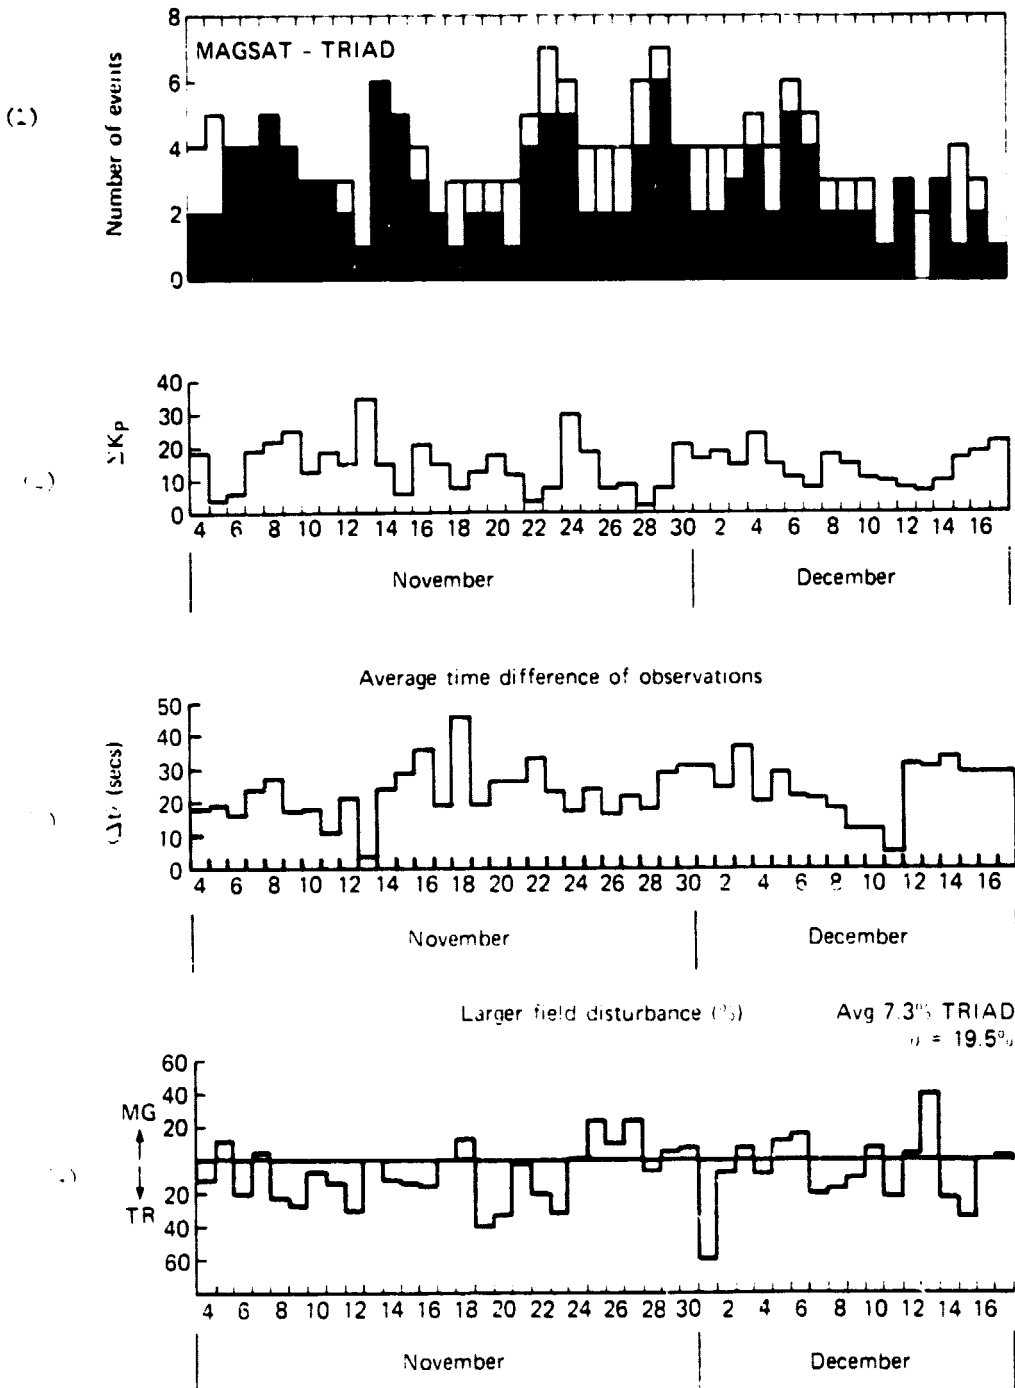 MAGSAT - TRIAD
Number of events
8
6
4
2
0
ΣKp
40
30
20
10
0
4 6 8 10 12 14 16 18 20 22 24 26 28 30 2 4 6 8 10 12 14 16
November December
Average time difference of observations
(secs)
50
40
30
20
10
0
4 6 8 10 12 14 16 18 20 22 24 26 28 30 2 4 6 8 10 12 14 16
November December
Larger field disturbance (%) Avg 7.3% TRIAD
= 19.5%
60
40
MG 20
TR 20
40
60
4 6 8 10 12 14 16 18 20 22 24 26 28 30 2 4 6 8 10 12 14 16
November December